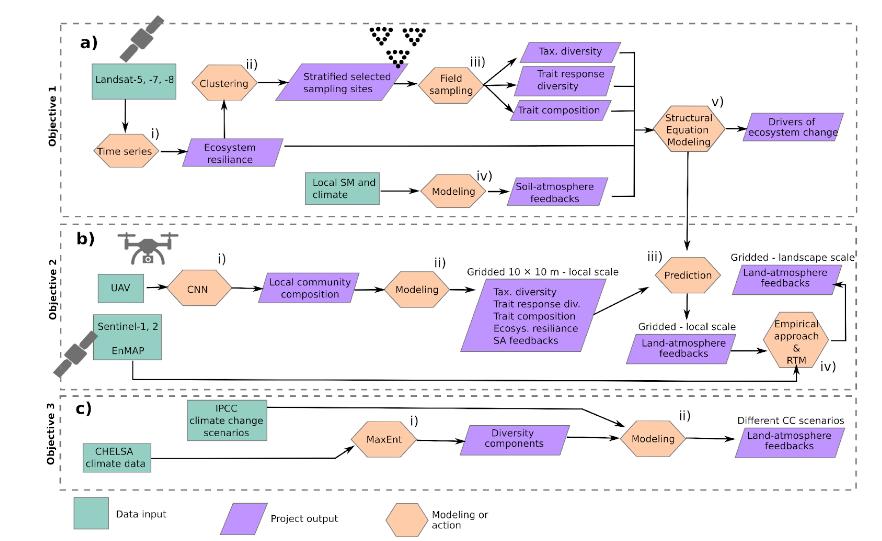 Objective 1
a)
Landsat-5, -7, -8
i)
Time series
ii)
Clustering
Ecosystem
resiliance
Stratified selected
sampling sites
iii)
Field
sampling
Tax. diversity
Trait response
diversity
Trait composition
Local SM and
climate
iv)
Modeling
Soil-atmosphere
feedbacks
v)
Structural
Equation
Modeling
Drivers of
ecosystem change
Objective 2
b)
UAV
i)
CNN
Local community
composition
ii)
Modeling
Gridded 10 × 10 m - local scale
Tax. diversity
Trait response div.
Trait composition
Ecosys. resiliance
SA feedbacks
iii)
Prediction
Gridded - local scale
Land-atmosphere
feedbacks
Sentinel-1, 2
EnMAP
Empirical
approach
&
RTM
iv)
Gridded - landscape scale
Land-atmosphere
feedbacks
Objective 3
c)
IPCC
climate change
scenarios
CHELSA
climate data
i)
MaxEnt
Diversity
components
ii)
Modeling
Different CC scenarios
Land-atmosphere
feedbacks
Data input
Project output
Modeling or
action